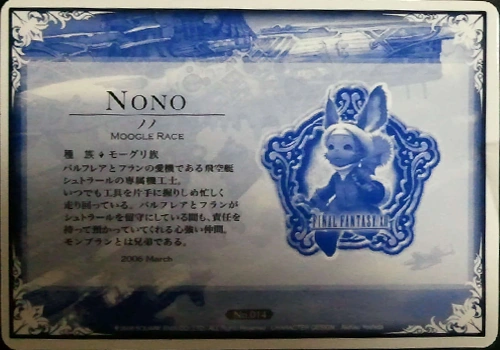 NONO
ノノ
MOOGLE RACE
種 族♦モーグリ族
バルフレアとフランの愛機である飛空艇
シュトラールの専属機工士。
いつでも工具を片手に握りしめ忙しく
走り回っている。バルフレアとフランが
シュトラールを留守にしている間も、責任を
持って預かっていてくれる心強い仲間。
モンブランとは兄弟である。
2006 March
FINAL FANTASY XII
No.014